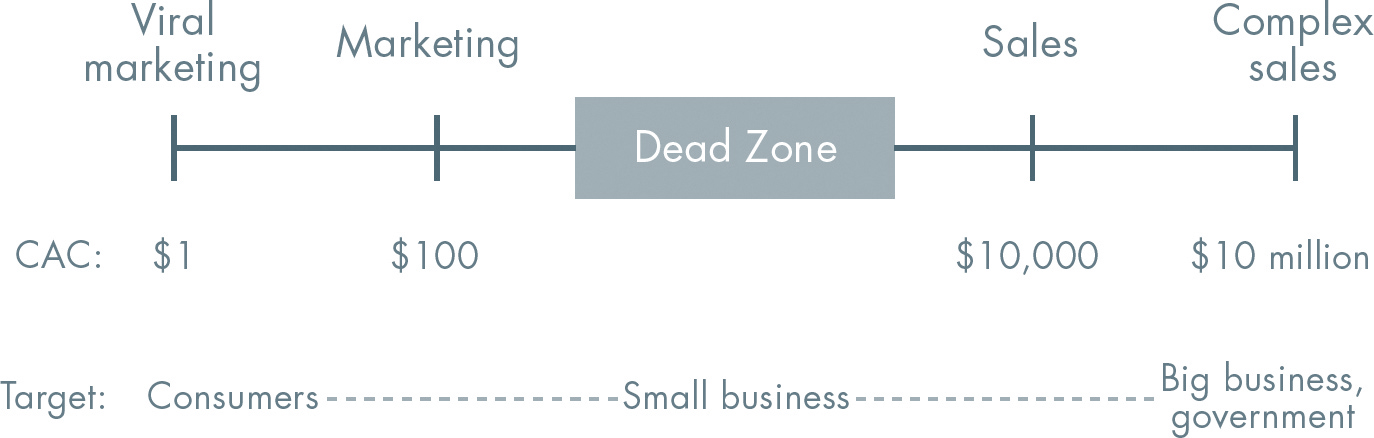 Viral
marketing
Marketing
Sales
Complex
sales
Dead Zone
CAC: $1 $100 $10,000 $10 million
Target: Consumers Small business Big business,
government